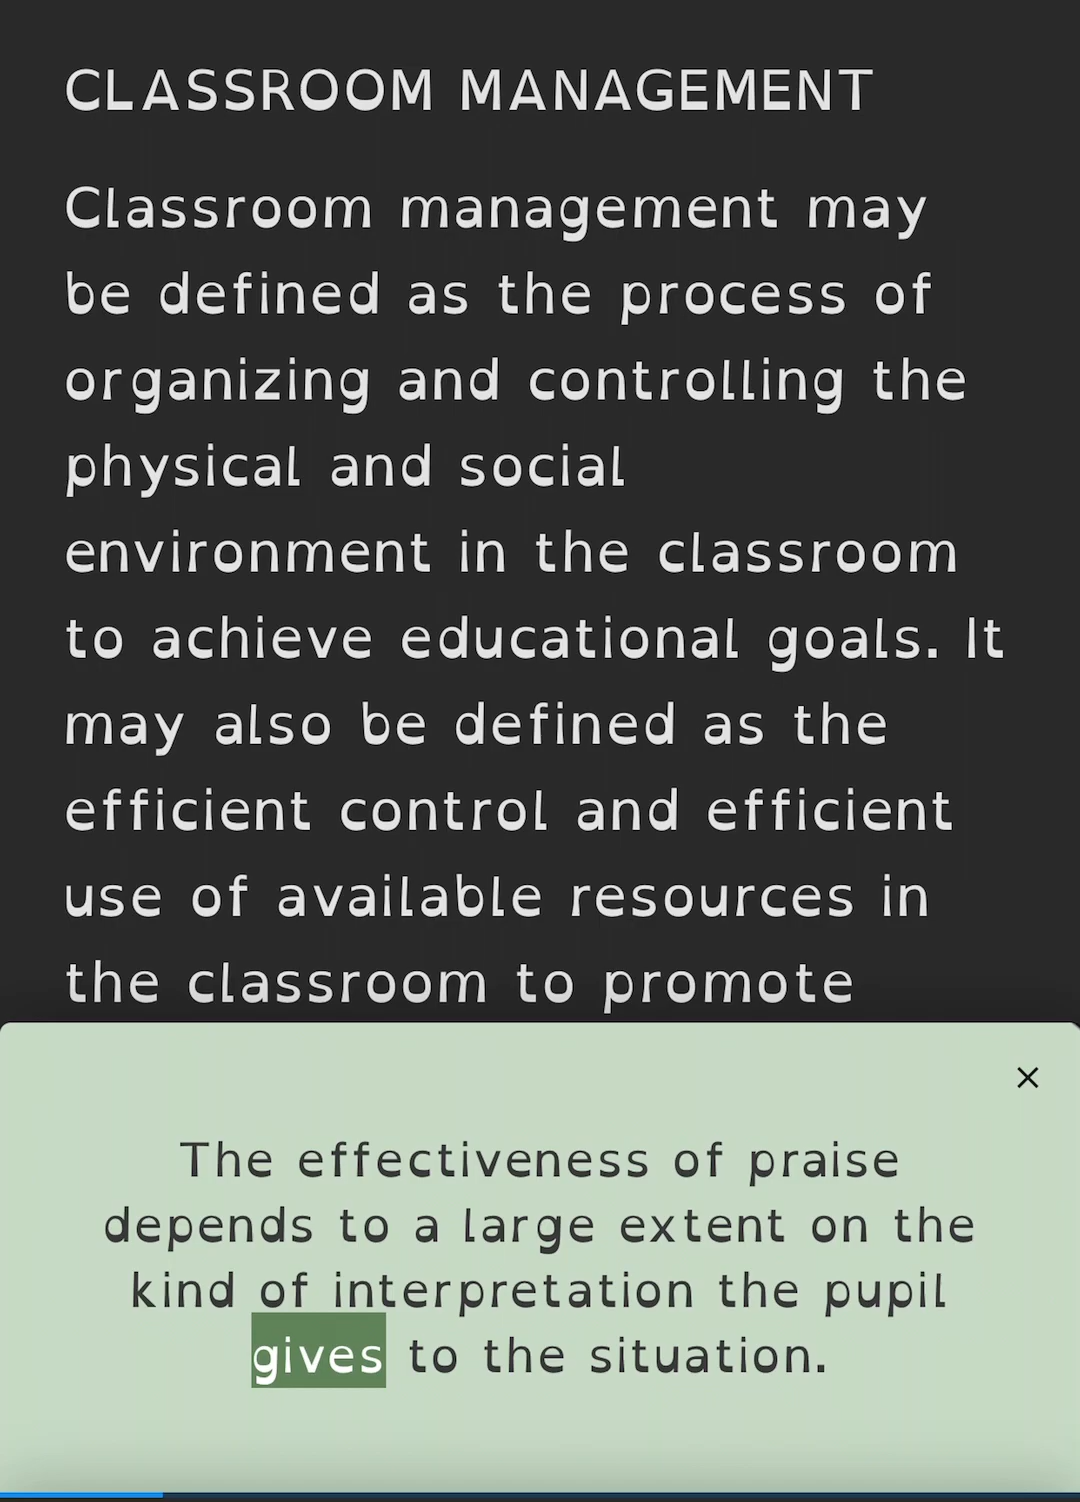 CLASSROOM MANAGEMENT
Classroom management may
be defined as the process of
organizing and controlling the
physical and social
environment in the classroom
to achieve educational goals. It
may also be defined as the
efficient control and efficient
use of available resources in
the classroom to promote
The effectiveness of praise
depends to a large extent on the
kind of interpretation the pupil
gives to the situation.